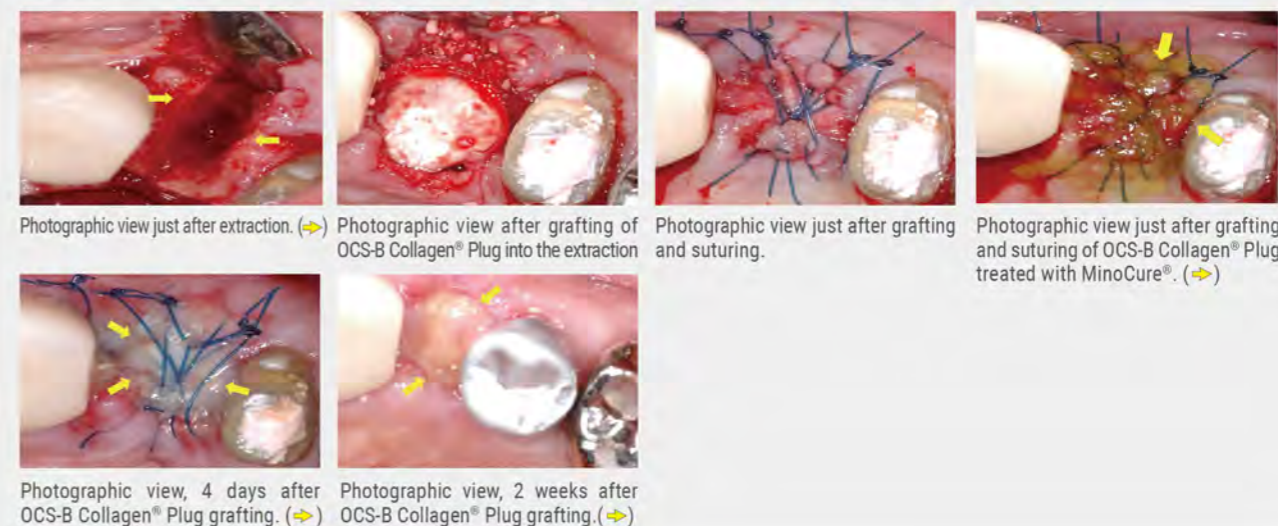 Photographic view just after extraction. (➔)
Photographic view after grafting of
OCS-B Collagen® Plug into the extraction
Photographic view just after grafting
and suturing.
Photographic view just after grafting
and suturing of OCS-B Collagen® Plug
treated with MinoCure®. (➔)
Photographic view, 4 days after
OCS-B Collagen® Plug grafting. (➔)
Photographic view, 2 weeks after
OCS-B Collagen® Plug grafting.(➔)